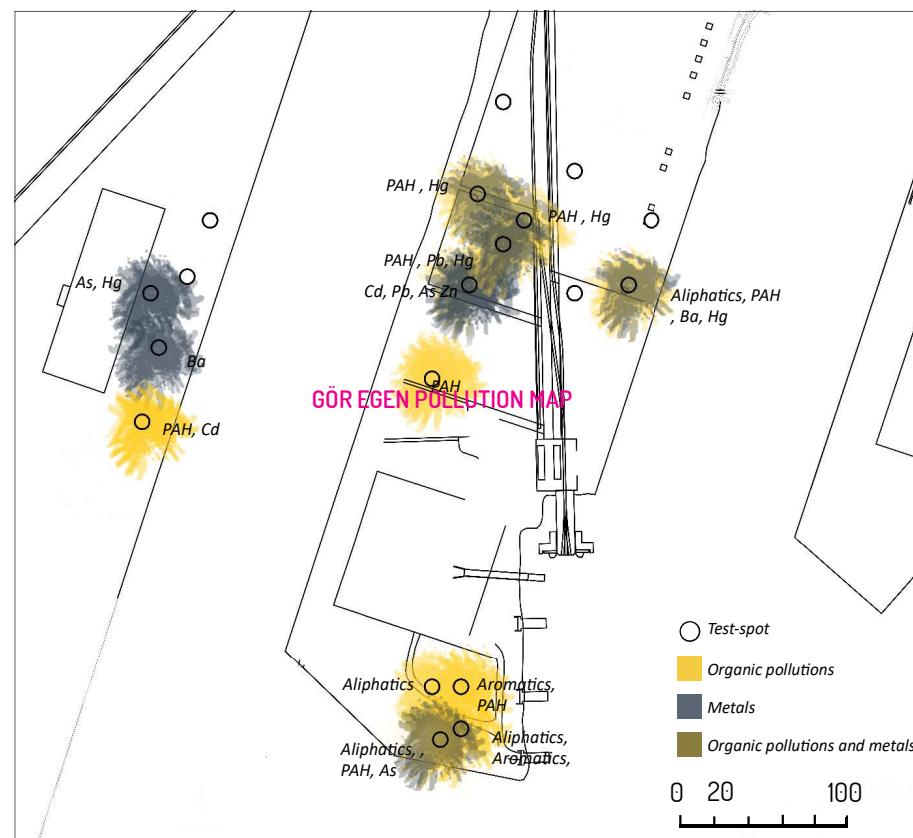 PAH , Hg
PAH , Hg
PAH , Pb, Hg
As, Hg
Cd, Pb, As Zn
Aliphatics, PAH
, Ba, Hg
Ba
PAH
GÖR EGEN POLLUTION MAP
PAH, Cd
Test-spot
Organic pollutions
Aliphatics
Aromatics,
PAH
Metals
Aliphatics,
Aromatics,
Aliphatics, ,
PAH, As
Organic pollutions and metals
0 20 100